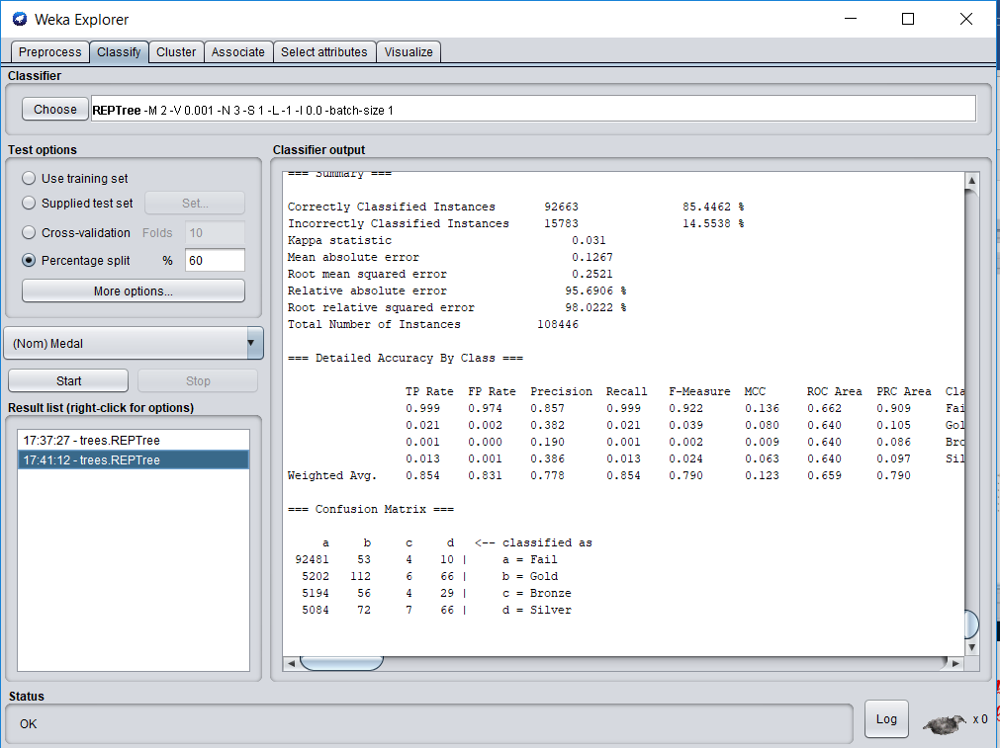 Weka Explorer
Preprocess Classify Cluster Associate Select attributes Visualize
Classifier
Choose REPTree -M 2 -V 0.001 -N 3 -S 1 -L -1 -I 0.0 -batch-size 1
Test options
Use training set
Supplied test set Set...
Cross-validation Folds 10
Percentage split % 60
More options...
(Nom) Medal
Start Stop
Result list (right-click for options)
17:37:27 - trees.REPTree
17:41:12 - trees.REPTree
Classifier output
=== Summary ===
Correctly Classified Instances 92663 85.4462 %
Incorrectly Classified Instances 15783 14.5538 %
Kappa statistic 0.031
Mean absolute error 0.1267
Root mean squared error 0.2521
Relative absolute error 95.6906 %
Root relative squared error 98.0222 %
Total Number of Instances 108446
=== Detailed Accuracy By Class ===
TP Rate FP Rate Precision Recall F-Measure MCC ROC Area PRC Area Cla
0.999 0.974 0.857 0.999 0.922 0.136 0.662 0.909 Fai
0.021 0.002 0.382 0.021 0.039 0.080 0.640 0.105 Gol
0.001 0.000 0.190 0.001 0.002 0.009 0.640 0.086 Bro
0.013 0.001 0.386 0.013 0.024 0.063 0.640 0.097 Sil
Weighted Avg. 0.854 0.831 0.778 0.854 0.790 0.123 0.659 0.790
=== Confusion Matrix ===
a b c d <-- classified as
92481 53 4 10 | a = Fail
5202 112 6 66 | b = Gold
5194 56 4 29 | c = Bronze
5084 72 7 66 | d = Silver
Status
OK
Log x 0